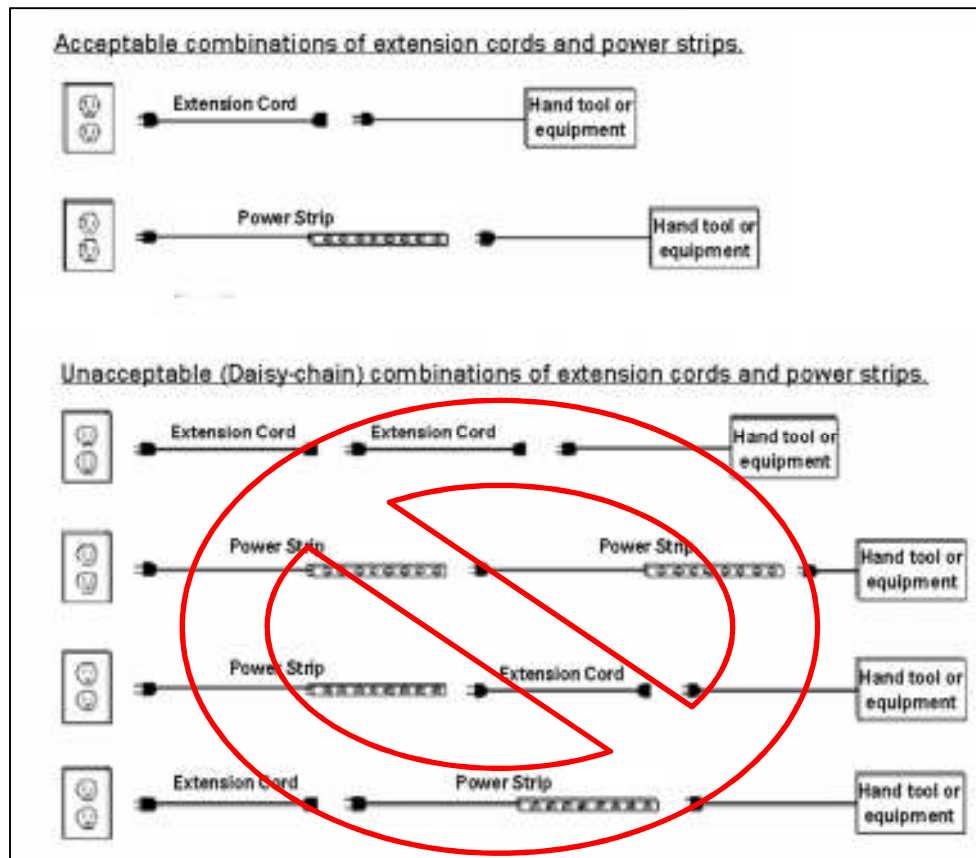 Acceptable combinations of extension cords and power strips.
Extension Cord
Hand tool or
equipment
Power Strip
Hand tool or
equipment
Unacceptable (Daisy-chain) combinations of extension cords and power strips.
Extension Cord
Extension Cord
Hand tool or
equipment
Power Strip
Power Strip
Hand tool or
equipment
Power Strip
Extension Cord
Hand tool or
equipment
Extension Cord
Power Strip
Hand tool or
equipment